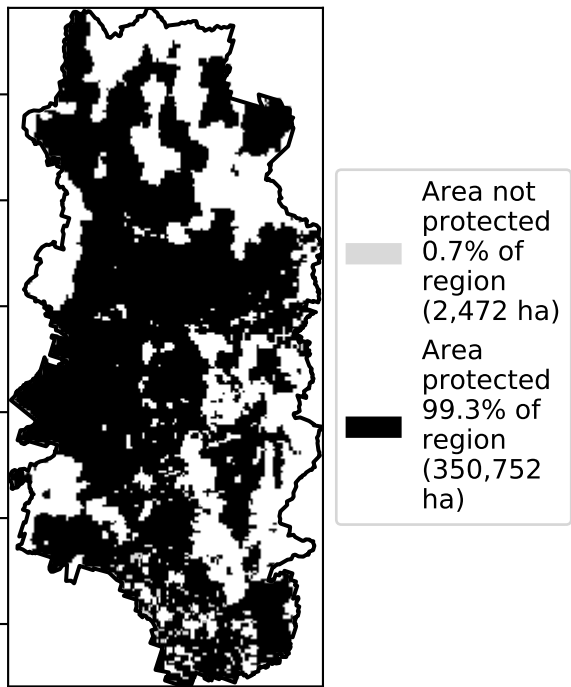 Area not
protected
0.7% of
region
(2,472 ha)
Area
protected
99.3% of
region
(350,752
ha)